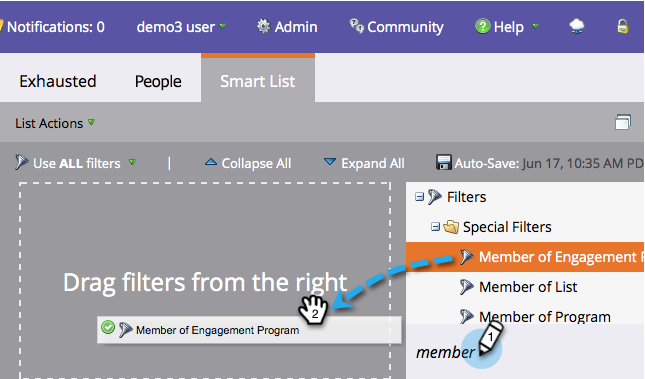 Notifications: 0 demo3 user Admin Community Help
Exhausted People Smart List
List Actions
Use ALL filters | Collapse All Expand All Auto-Save: Jun 17, 10:35 AM PD
Filters
Special Filters
Member of Engagement
Drag filters from the right
Member of List
2
Member of Engagement Program
Member of Program
1
member